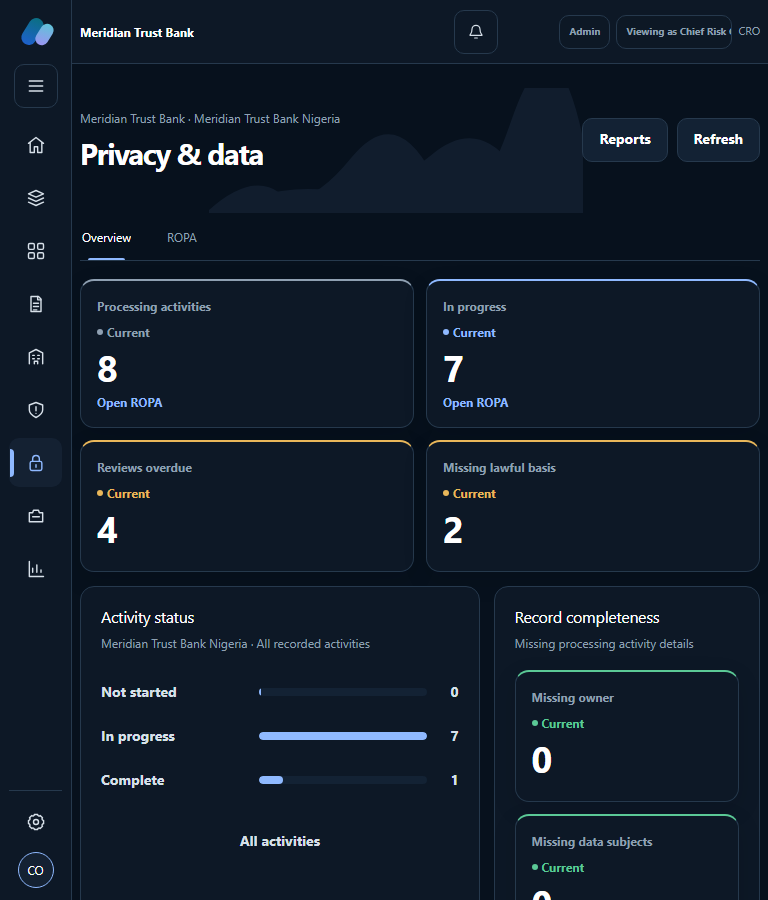 Meridian Trust Bank
Admin
Viewing as Chief Risk
CRO
Meridian Trust Bank · Meridian Trust Bank Nigeria
Privacy & data
Reports
Refresh
Overview
ROPA
Processing activities
Current
8
Open ROPA
In progress
Current
7
Open ROPA
Reviews overdue
Current
4
Missing lawful basis
Current
2
Activity status
Meridian Trust Bank Nigeria · All recorded activities
Not started 0
In progress 7
Complete 1
All activities
Record completeness
Missing processing activity details
Missing owner
Current
0
Missing data subjects
Current
0
CO